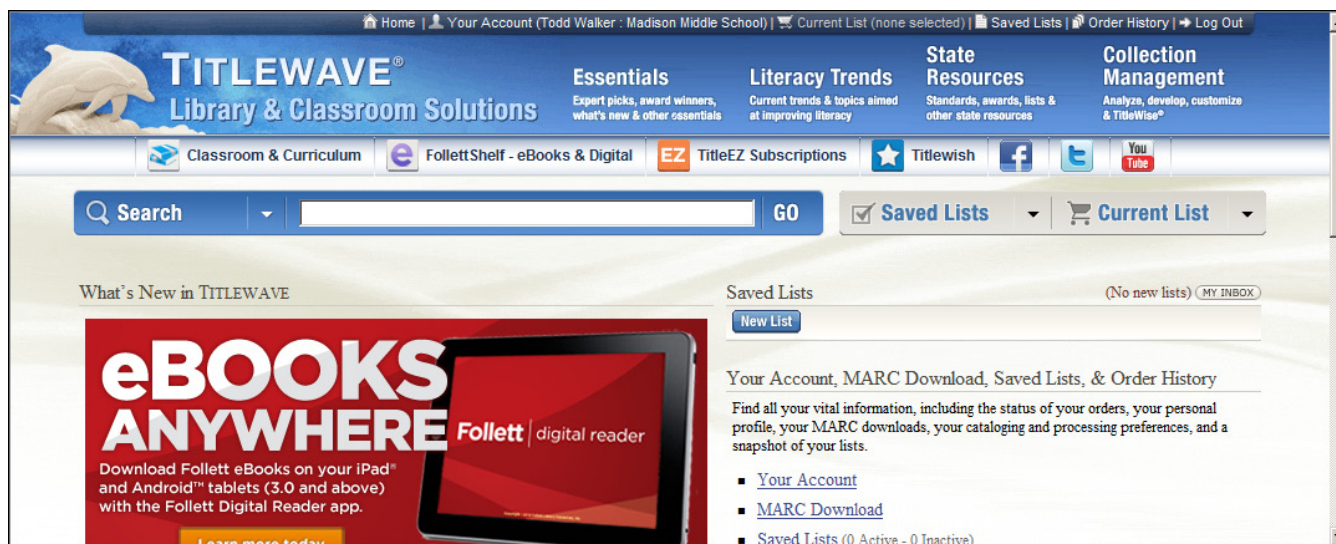 Home | Your Account (Todd Walker : Madison Middle School) | Current List (none selected) | Saved Lists | Order History | Log Out
TITLEWAVE®
Library & Classroom Solutions
Essentials
Expert picks, award winners,
what's new & other essentials
Literacy Trends
Current trends & topics aimed
at improving literacy
State
Resources
Standards, awards, lists &
other state resources
Collection
Management
Analyze, develop, customize
& TitleWise®
Classroom & Curriculum
e FollettShelf - eBooks & Digital
EZ TitleEZ Subscriptions
Titlewish
f
t
You
Tube
Search
GO
Saved Lists
Current List
What's New in TITLEWAVE
eBOOKS
ANYWHERE
Download Follett eBooks on your iPad®
and Android™ tablets (3.0 and above)
with the Follett Digital Reader app.
Learn more today
Follett | digital reader
Saved Lists
(No new lists) MY INBOX
New List
Your Account, MARC Download, Saved Lists, & Order History
Find all your vital information, including the status of your orders, your personal
profile, your MARC downloads, your cataloging and processing preferences, and a
snapshot of your lists.
Your Account
MARC Download
Saved Lists (0 Active - 0 Inactive)